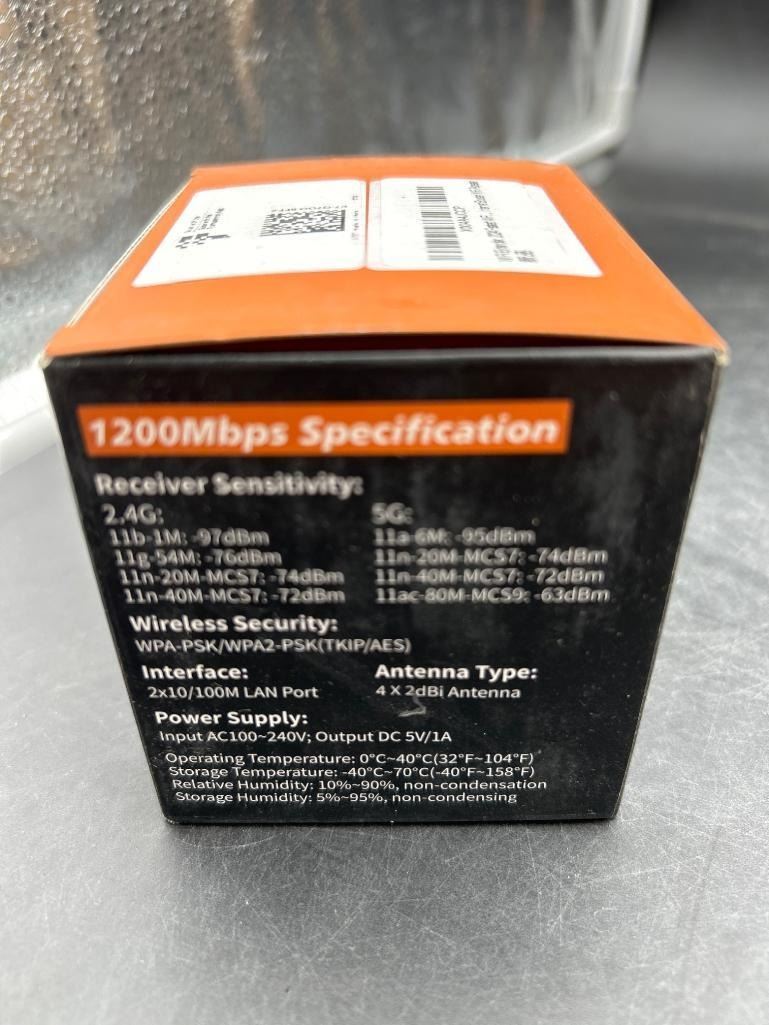 1200Mbps Specification
Receiver Sensitivity:
2.4G:
11b-1M: -97dBm
11g-54M: -76dBm
11n-20M-MCS7: -74dBm
11n-40M-MCS7: -72dBm
5G:
11a-6M: -95dBm
11n-20M-MCS7: -74dBm
11n-40M-MCS7: -72dBm
11ac-80M-MCS9: -63dBm
Wireless Security:
WPA-PSK/WPA2-PSK(TKIP/AES)
Interface:
2x10/100M LAN Port
Antenna Type:
4 X 2dBi Antenna
Power Supply:
Input AC100~240V; Output DC 5V/1A
Operating Temperature: 0°C~40°C(32°F~104°F)
Storage Temperature: -40°C~70°C(-40°F~158°F)
Relative Humidity: 10%~90%, non-condensation
Storage Humidity: 5%~95%, non-condensing